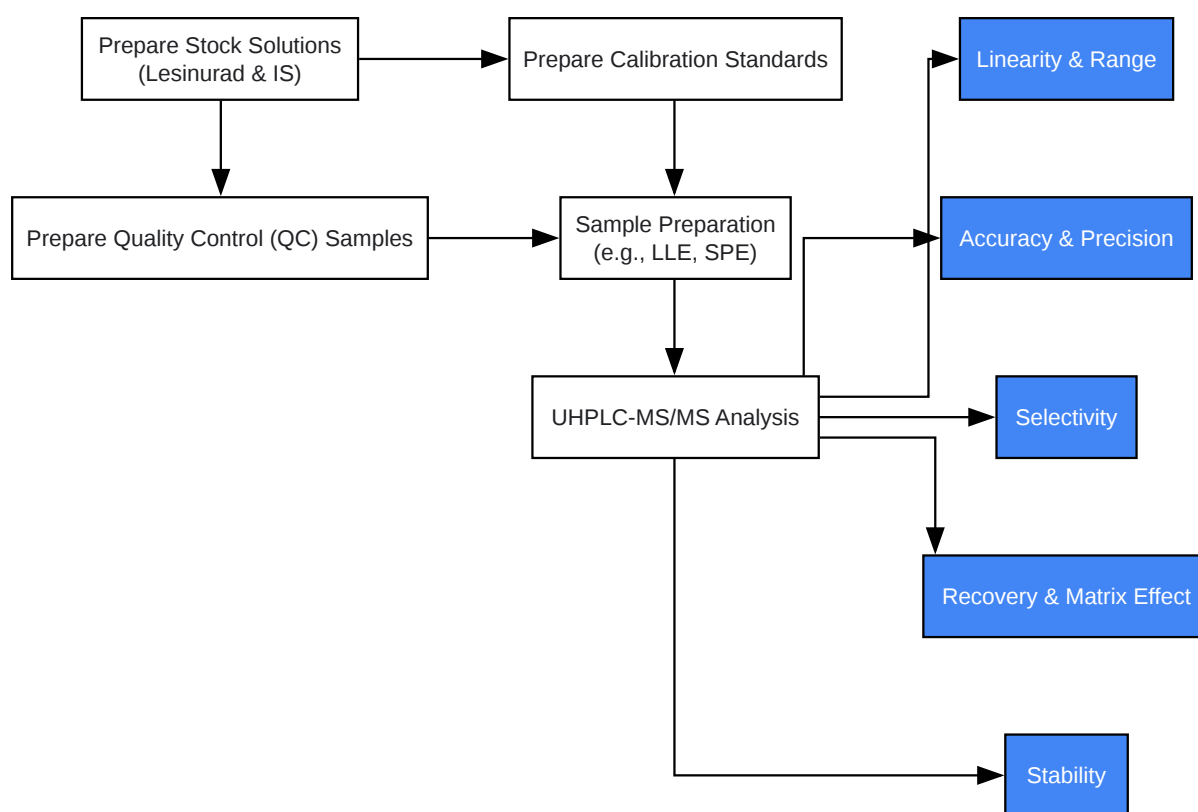 Prepare Stock Solutions
(Lesinurad & IS)
Prepare Calibration Standards
Linearity & Range
Prepare Quality Control (QC) Samples
Sample Preparation
(e.g., LLE, SPE)
Accuracy & Precision
UHPLC-MS/MS Analysis
Selectivity
Recovery & Matrix Effect
Stability